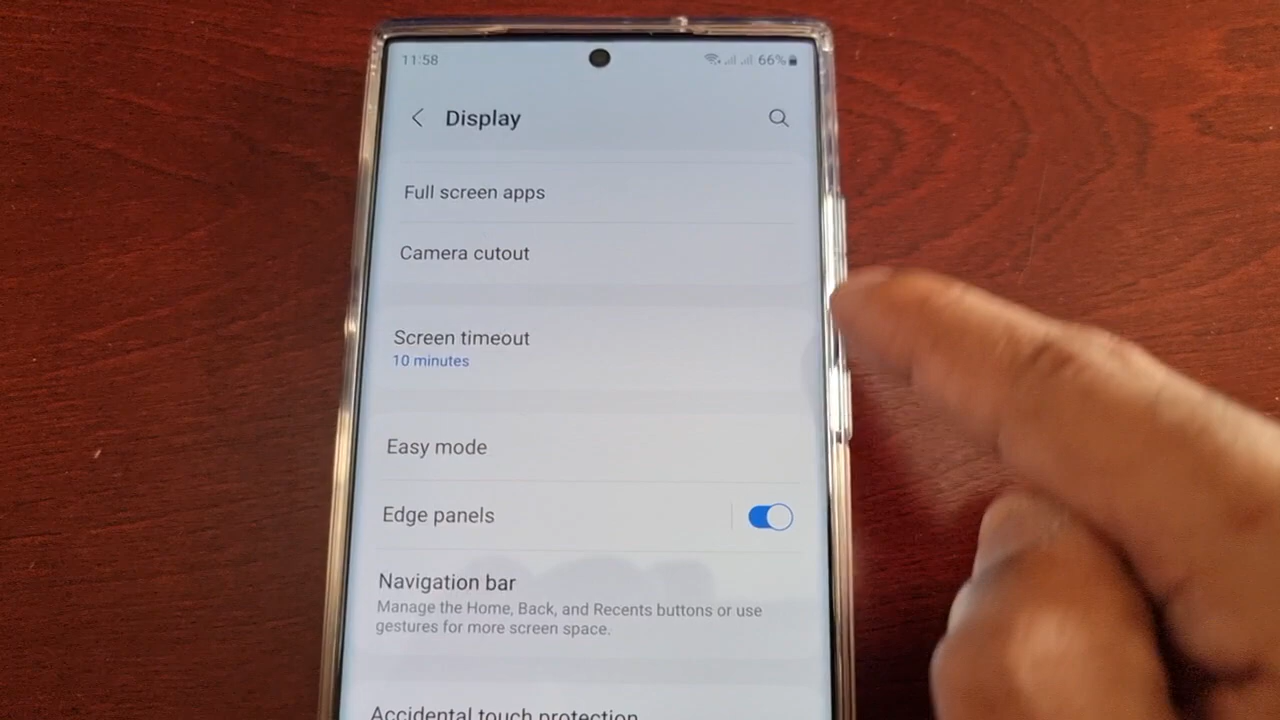 11:58
66%
Display
Full screen apps
Camera cutout
Screen timeout
10 minutes
Easy mode
Edge panels
Navigation bar
Manage the Home, Back, and Recents buttons or use
gestures for more screen space.
Accidental touch protection